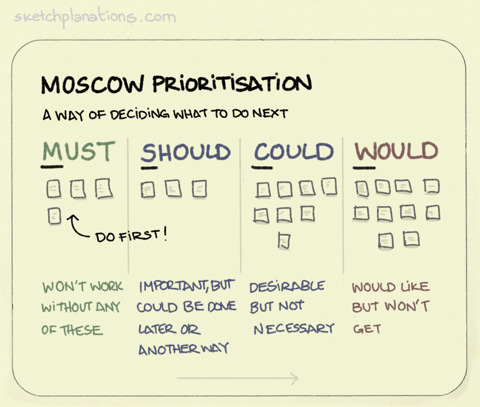 sketchplanations.com
MOSCOW PRIORITISATION
A WAY OF DECIDING WHAT TO DO NEXT
MUST SHOULD COULD WOULD
DO FIRST!
WON'T WORK
WITHOUT ANY
OF THESE
IMPORTANT, BUT
COULD BE DONE
LATER OR
ANOTHER WAY
DESIRABLE
BUT NOT
NECESSARY
WOULD LIKE
BUT WON'T
GET